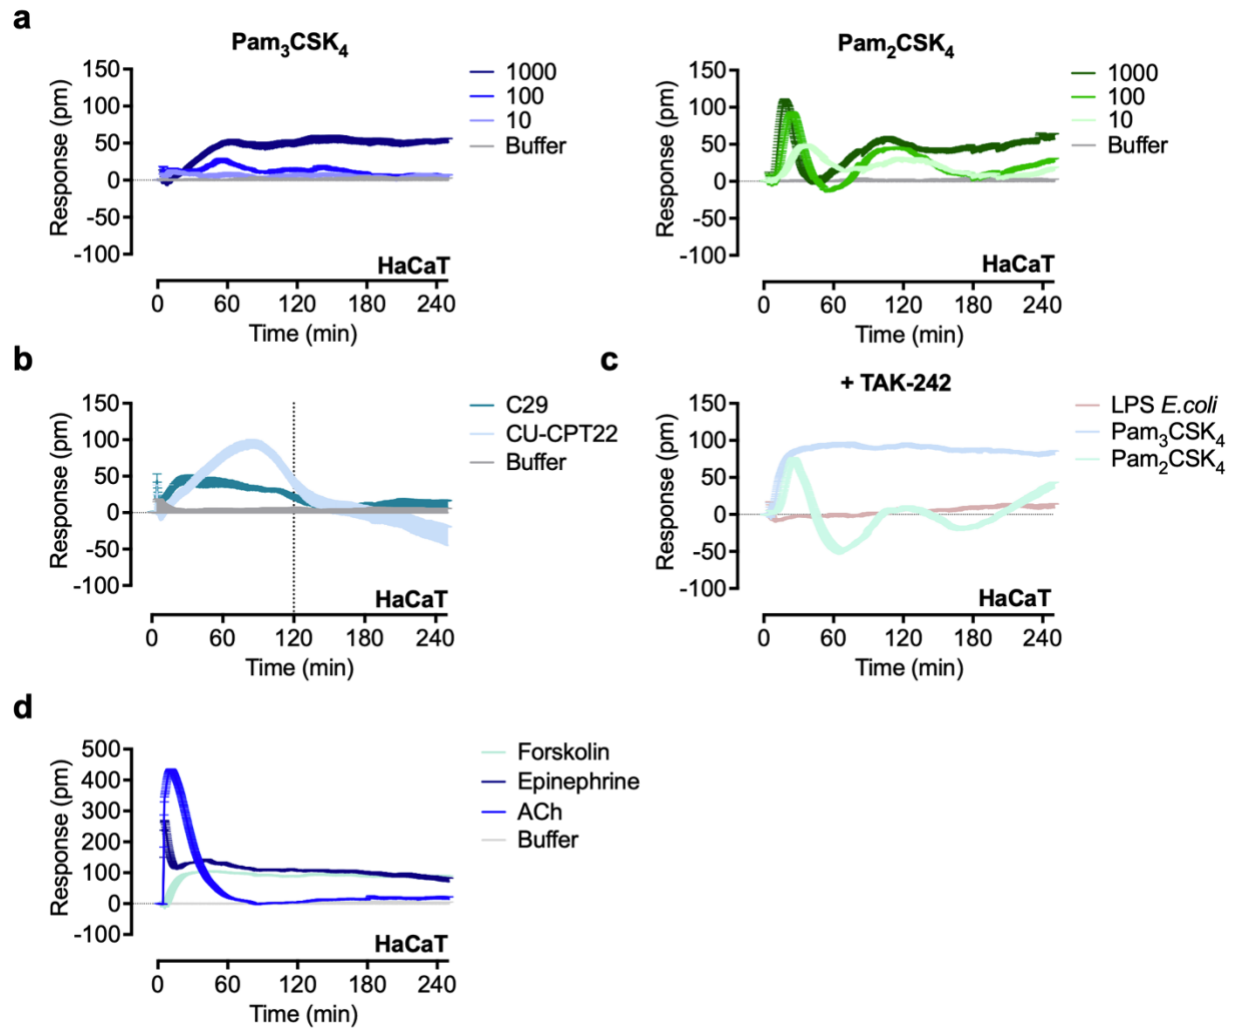 a
Pam3CSK4
150
100
50
0
-50
-100
Response (pm)
1000
100
10
Buffer
HaCaT
0 60 120 180 240
Time (min)
Pam2CSK4
150
100
50
0
-50
-100
Response (pm)
1000
100
10
Buffer
HaCaT
0 60 120 180 240
Time (min)
b
150
100
50
0
-50
-100
Response (pm)
C29
CU-CPT22
Buffer
HaCaT
0 60 120 180 240
Time (min)
c
+ TAK-242
150
100
50
0
-50
-100
Response (pm)
LPS E.coli
Pam3CSK4
Pam2CSK4
HaCaT
0 60 120 180 240
Time (min)
d
500
400
300
200
100
0
-100
Response (pm)
Forskolin
Epinephrine
ACh
Buffer
HaCaT
0 60 120 180 240
Time (min)